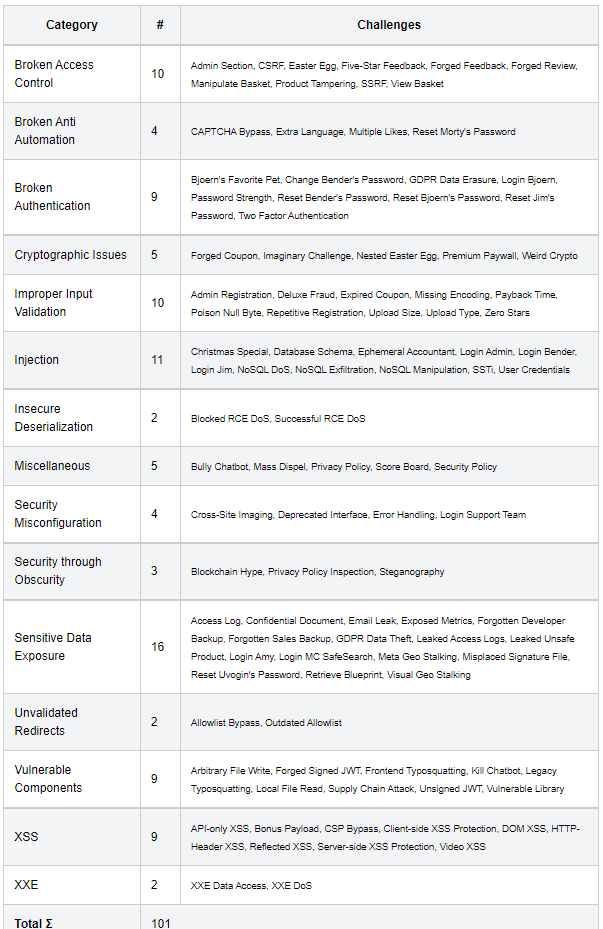 Category # Challenges
Broken Access
Control
10
Admin Section, CSRF, Easter Egg, Five-Star Feedback, Forged Feedback, Forged Review,
Manipulate Basket, Product Tampering, SSRF, View Basket
Broken Anti
Automation
4
CAPTCHA Bypass, Extra Language, Multiple Likes, Reset Morty's Password
Broken
Authentication
9
Bjoern's Favorite Pet, Change Bender's Password, GDPR Data Erasure, Login Bjoern,
Password Strength, Reset Bender's Password, Reset Bjoern's Password, Reset Jim's
Password, Two Factor Authentication
Cryptographic Issues 5 Forged Coupon, Imaginary Challenge, Nested Easter Egg, Premium Paywall, Weird Crypto
Improper Input
Validation
10
Admin Registration, Deluxe Fraud, Expired Coupon, Missing Encoding, Payback Time,
Poison Null Byte, Repetitive Registration, Upload Size, Upload Type, Zero Stars
Injection
11
Christmas Special, Database Schema, Ephemeral Accountant, Login Admin, Login Bender,
Login Jim, NoSQL DoS, NoSQL Exfiltration, NoSQL Manipulation, SSTi, User Credentials
Insecure
Deserialization
2
Blocked RCE DoS, Successful RCE DoS
Miscellaneous 5 Bully Chatbot, Mass Dispel, Privacy Policy, Score Board, Security Policy
Security
Misconfiguration
4
Cross-Site Imaging, Deprecated Interface, Error Handling, Login Support Team
Security through
Obscurity
3
Blockchain Hype, Privacy Policy Inspection, Steganography
Sensitive Data
Exposure
16
Access Log, Confidential Document, Email Leak, Exposed Metrics, Forgotten Developer
Backup, Forgotten Sales Backup, GDPR Data Theft, Leaked Access Logs, Leaked Unsafe
Product, Login Amy, Login MC SafeSearch, Meta Geo Stalking, Misplaced Signature File,
Reset Uvogin's Password, Retrieve Blueprint, Visual Geo Stalking
Unvalidated
Redirects
2
Allowlist Bypass, Outdated Allowlist
Vulnerable
Components
9
Arbitrary File Write, Forged Signed JWT, Frontend Typosquatting, Kill Chatbot, Legacy
Typosquatting, Local File Read, Supply Chain Attack, Unsigned JWT, Vulnerable Library
XSS
9
API-only XSS, Bonus Payload, CSP Bypass, Client-side XSS Protection, DOM XSS, HTTP-
Header XSS, Reflected XSS, Server-side XSS Protection, Video XSS
XXE 2 XXE Data Access, XXE DoS
Total Σ 101